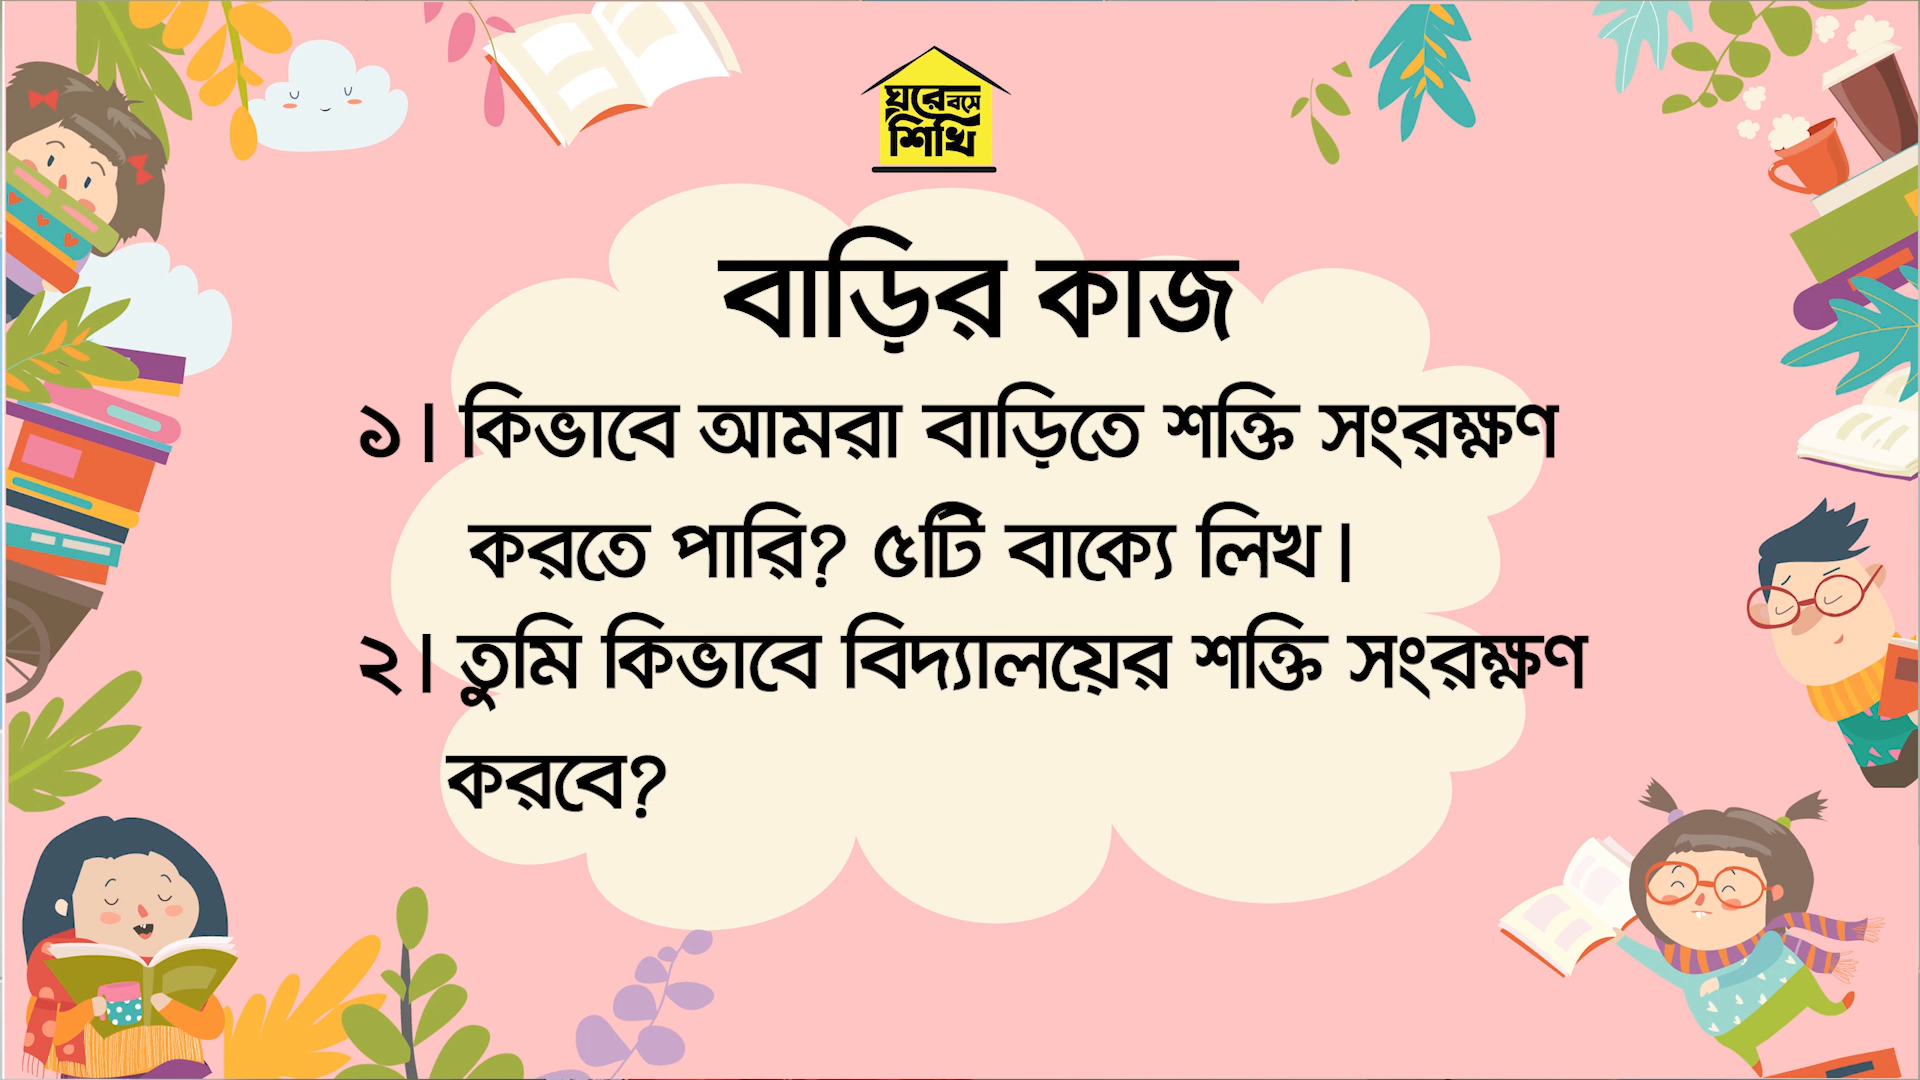 ঘরে বসে
শিখি
বাড়ির কাজ
১। কিভাবে আমরা বাড়িতে শক্তি সংরক্ষণ
করতে পারি? ৫টি বাক্যে লিখ।
২। তুমি কিভাবে বিদ্যালয়ের শক্তি সংরক্ষণ
করবে?